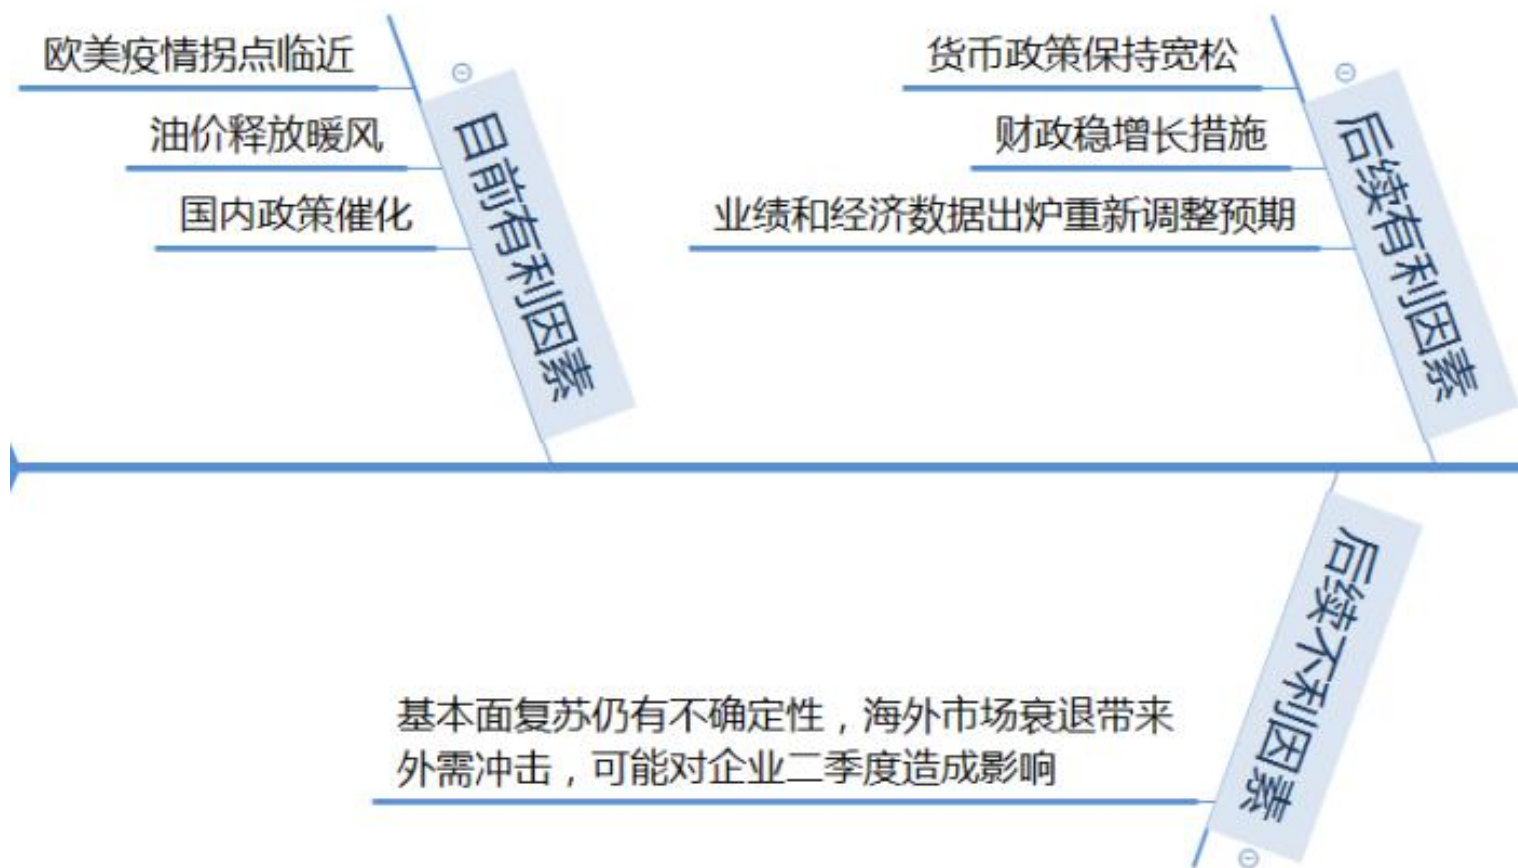 欧美疫情拐点临近
油价释放暖风
国内政策催化
目前有利因素
货币政策保持宽松
财政稳增长措施
业绩和经济数据出炉重新调整预期
后续有利因素
基本面复苏仍有不确定性，海外市场衰退带来
外需冲击，可能对企业二季度造成影响
后续不利因素